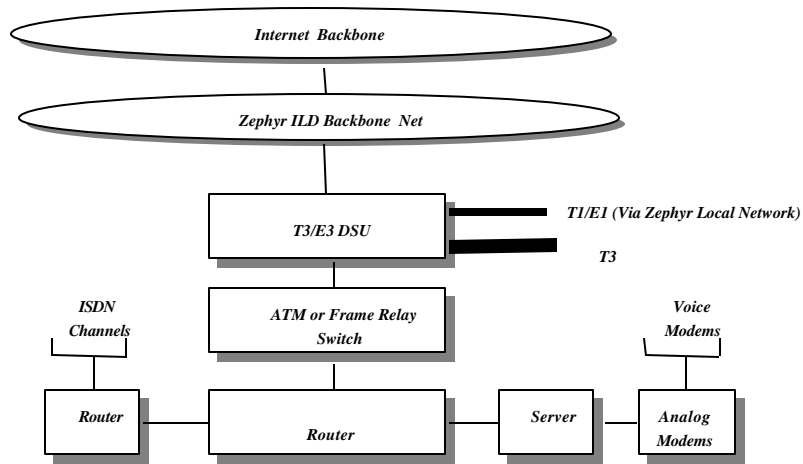 Internet Backbone
Zephyr ILD Backbone Net
T3/E3 DSU
T1/E1 (Via Zephyr Local Network)
T3
ATM or Frame Relay
Switch
ISDN
Channels
Voice
Modems
Router
Router
Server
Analog
Modems